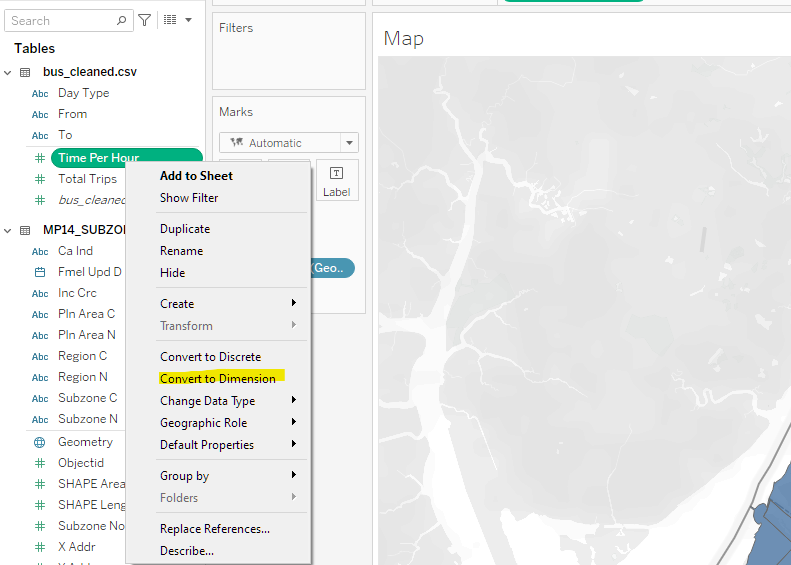 Search
Tables
bus_cleaned.csv
Abc Day Type
Abc From
Abc To
# Time Per Hour
# Total Trips
# bus_cleaned
MP14_SUBZO
Abc Ca Ind
Fmel Upd D
Abc Inc Crc
Abc Pln Area C
Abc Pln Area N
Abc Region C
Abc Region N
Abc Subzone C
Abc Subzone N
Geometry
# Objectid
# SHAPE Area
# SHAPE Leng
# Subzone No
# X Addr
Add to Sheet
Show Filter
Duplicate
Rename
Hide
Create
Transform
Convert to Discrete
Convert to Dimension
Change Data Type
Geographic Role
Default Properties
Group by
Folders
Replace References...
Describe...
Filters
Marks
Automatic
T
Label
(Geo..
Map